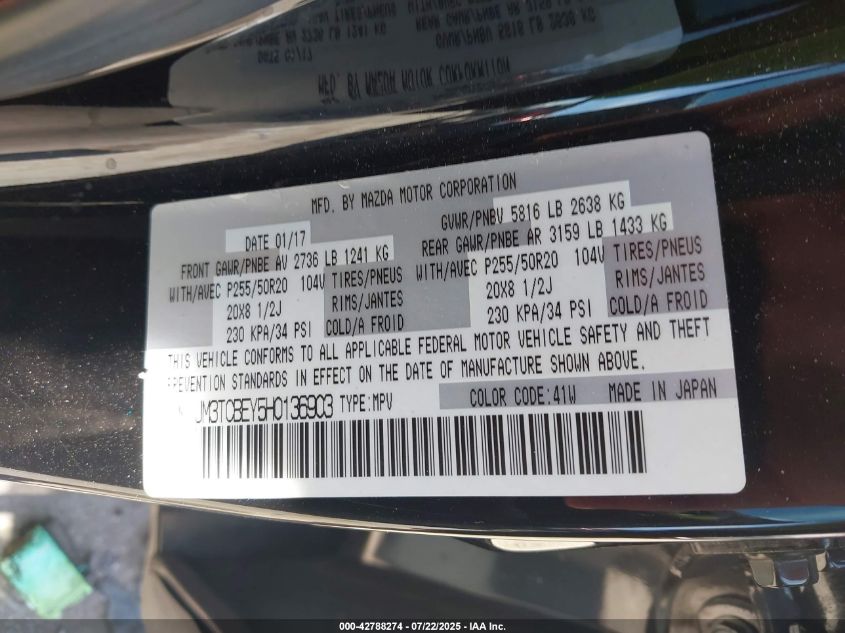 MFD. BY MAZDA MOTOR CORPORATION
DATE 01/17
GVWR/PNBV 5816 LB 2638 KG
FRONT GAWR/PNBE AV 2736 LB 1241 KG
REAR GAWR/PNBE AR 3159 LB 1433 KG
WITH/AVEC P255/50R20 104V TIRES/PNEUS
WITH/AVEC P255/50R20 104V TIRES/PNEUS
20X8 1/2J RIMS/JANTES
20X8 1/2J RIMS/JANTES
230 KPA/34 PSI COLD/A FROID
230 KPA/34 PSI COLD/A FROID
THIS VEHICLE CONFORMS TO ALL APPLICABLE FEDERAL MOTOR VEHICLE SAFETY AND THEFT
PREVENTION STANDARDS IN EFFECT ON THE DATE OF MANUFACTURE SHOWN ABOVE.
JM3TCBEY5H0136903 TYPE:MPV COLOR CODE:41W MADE IN JAPAN
000-42788274 - 07/22/2025 - IAA Inc.